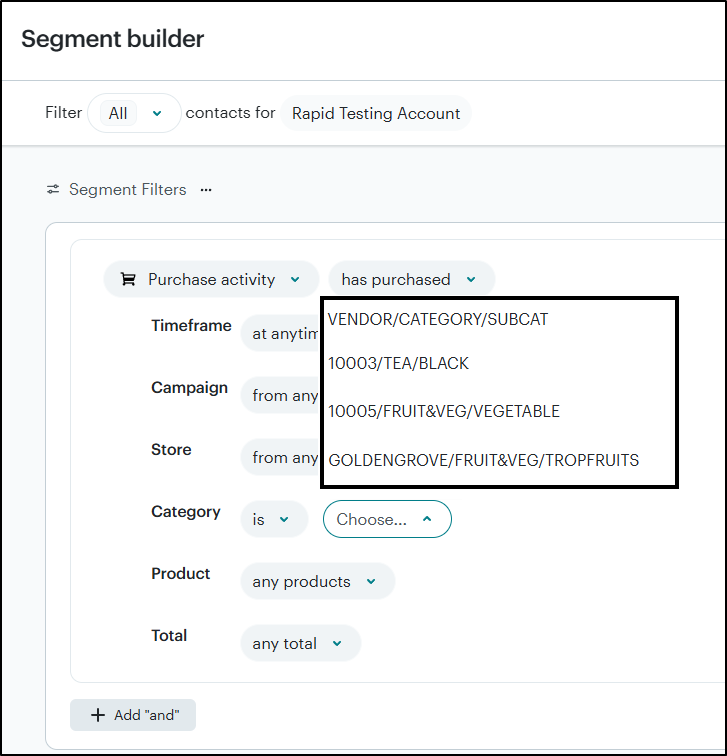 Segment builder
Filter All contacts for Rapid Testing Account
Segment Filters ...
Purchase activity has purchased
Timeframe at anytim
VENDOR/CATEGORY/SUBCAT
10003/TEA/BLACK
Campaign from any
10005/FRUIT&VEG/VEGETABLE
Store from any
GOLDENGROVE/FRUIT&VEG/TROPFRUITS
Category is Choose...
Product any products
Total any total
+ Add "and"